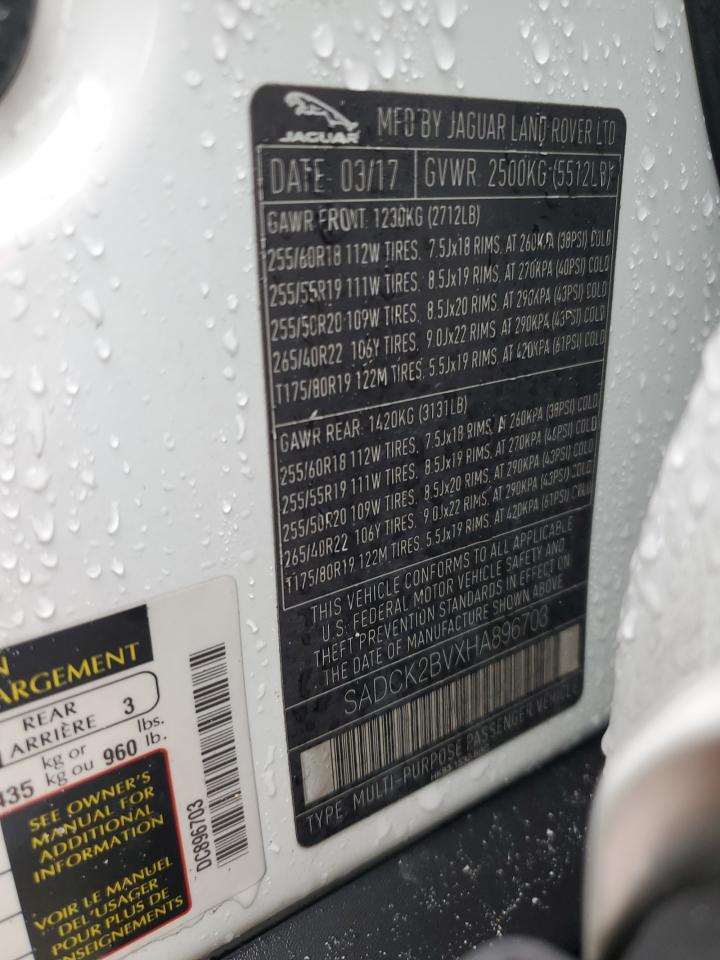 JAGUAR
MFD BY JAGUAR LAND ROVER LTD
DATE: 03/17
GVWR: 2500KG (5512LB)
GAWR FRONT: 1230KG (2712LB)
255/60R18 112W TIRES, 7.5Jx18 RIMS, AT 260KPA (38PSI) COLD
255/55R19 111W TIRES, 8.5Jx19 RIMS, AT 270KPA (40PSI) COLD
255/50R20 109W TIRES, 8.5Jx20 RIMS, AT 290KPA (43PSI) COLD
265/40R22 106Y TIRES, 9.0Jx22 RIMS, AT 290KPA (43PSI) COLD
T175/80R19 122M TIRES, 5.5Jx19 RIMS, AT 420KPA (61PSI) COLD
GAWR REAR: 1420KG (3131LB)
255/60R18 112W TIRES, 7.5Jx18 RIMS, AT 260KPA (38PSI) COLD
255/55R19 111W TIRES, 8.5Jx19 RIMS, AT 270KPA COLD
255/50R20 109W TIRES, 8.5Jx20 RIMS, AT 290KPA (43PSI) COLD
265/40R22 106Y TIRES, 9.0Jx22 RIMS, AT 290KPA (43PSI) COLD
T175/80R19 122M TIRES, 5.5Jx19 RIMS, AT 420KPA (61PSI) COLD
THIS VEHICLE CONFORMS TO ALL APPLICABLE
U.S. FEDERAL MOTOR VEHICLE SAFETY AND
THEFT PREVENTION STANDARDS IN EFFECT ON
THE DATE OF MANUFACTURE SHOWN ABOVE
SADCK2BVXHA896703
TYPE: MULTI-PURPOSE PASSENGER VEHICLE
N
ARGEMENT
REAR
ARRIÈRE 3
435 kg or 960 lbs.
kg ou lb.
SEE OWNER'S
MANUAL FOR
ADDITIONAL
INFORMATION
VOIR LE MANUEL
DEL'USAGER
POUR PLUS DE
ENSEIGNEMENTS
DC896703